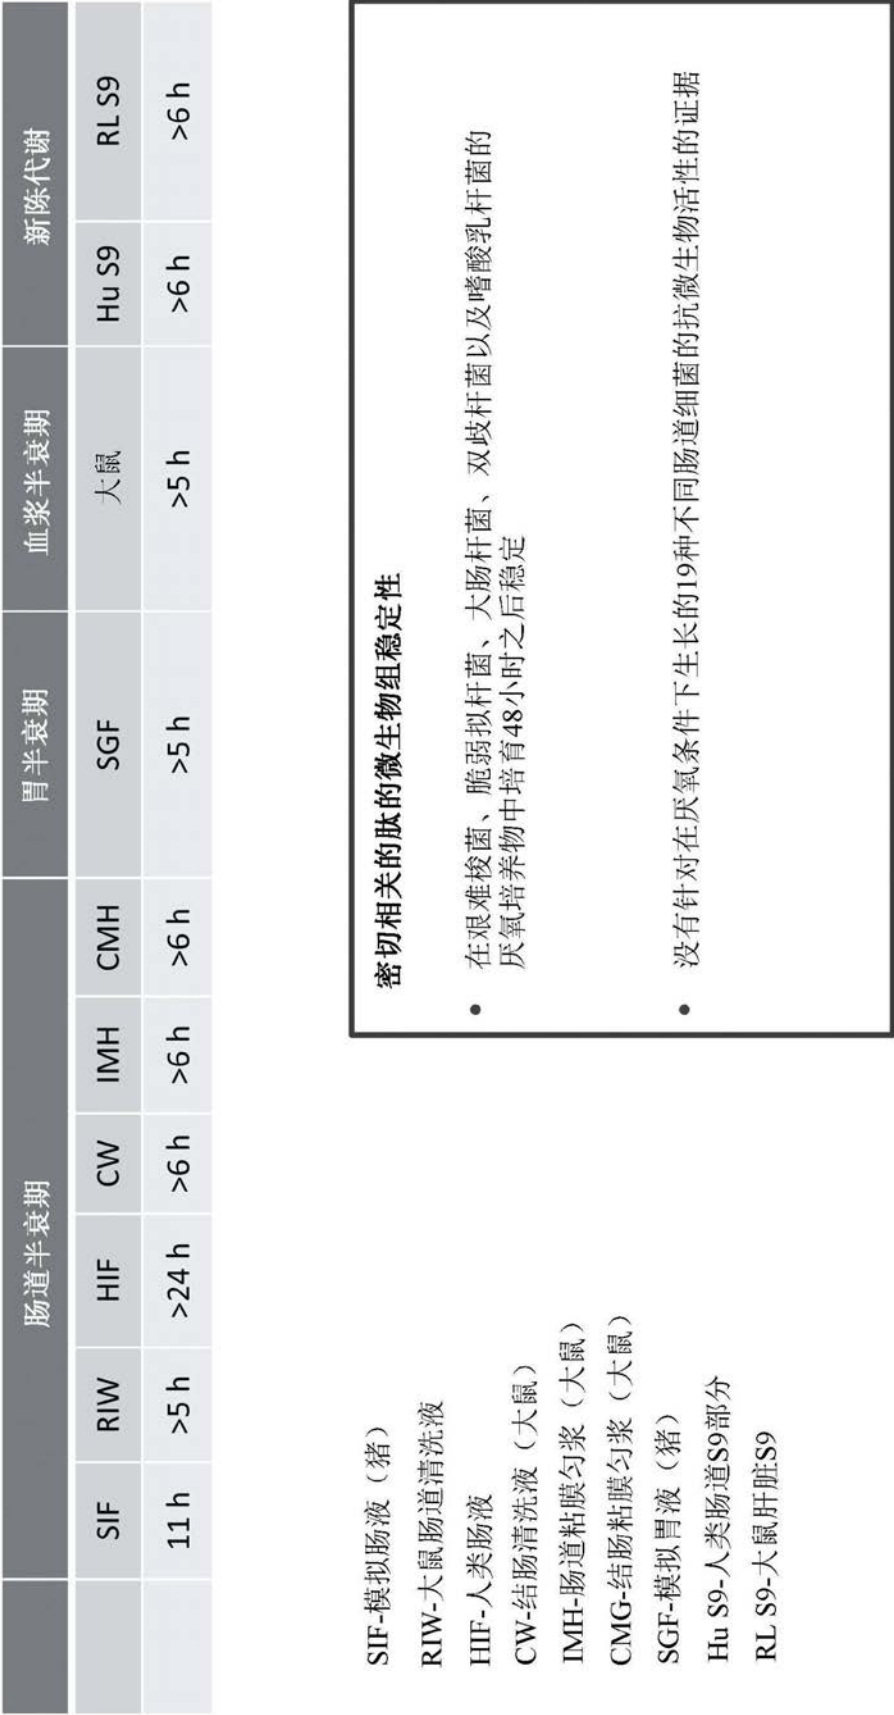 肠道半衰期 胃半衰期 血浆半衰期 新陈代谢
SIF RIW HIF CW IMH CMH SGF 大鼠 Hu S9 RL S9
11 h >5 h >24 h >6 h >6 h >6 h >5 h >5 h >6 h >6 h
SIF-模拟肠液（猪）
RIW-大鼠肠道清洗液
HIF-人类肠液
CW-结肠清洗液（大鼠）
IMH-肠道粘膜匀浆（大鼠）
CMG-结肠粘膜匀浆（大鼠）
SGF-模拟胃液（猪）
Hu S9-人类肠道S9部分
RL S9-大鼠肝脏S9
密切相关的肽的微生物组稳定性
• 在艰难梭菌、脆弱拟杆菌、大肠杆菌、双歧杆菌以及嗜酸乳杆菌的
厌氧培养物中培育48小时之后稳定
• 没有针对在厌氧条件下生长的19种不同肠道细菌的抗微生物活性的证据